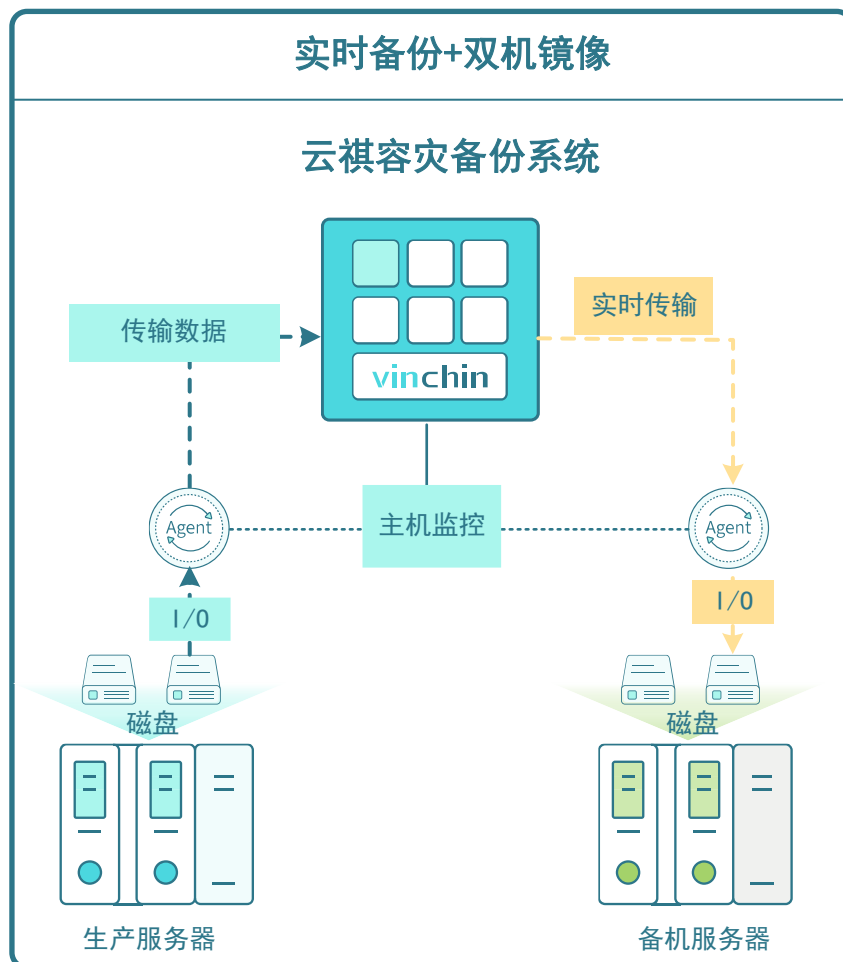 实时备份+双机镜像
云祺容灾备份系统
实时传输
传输数据
vinchin
主机监控
Agent
Agent
I/O
I/O
磁盘
磁盘
生产服务器
备机服务器